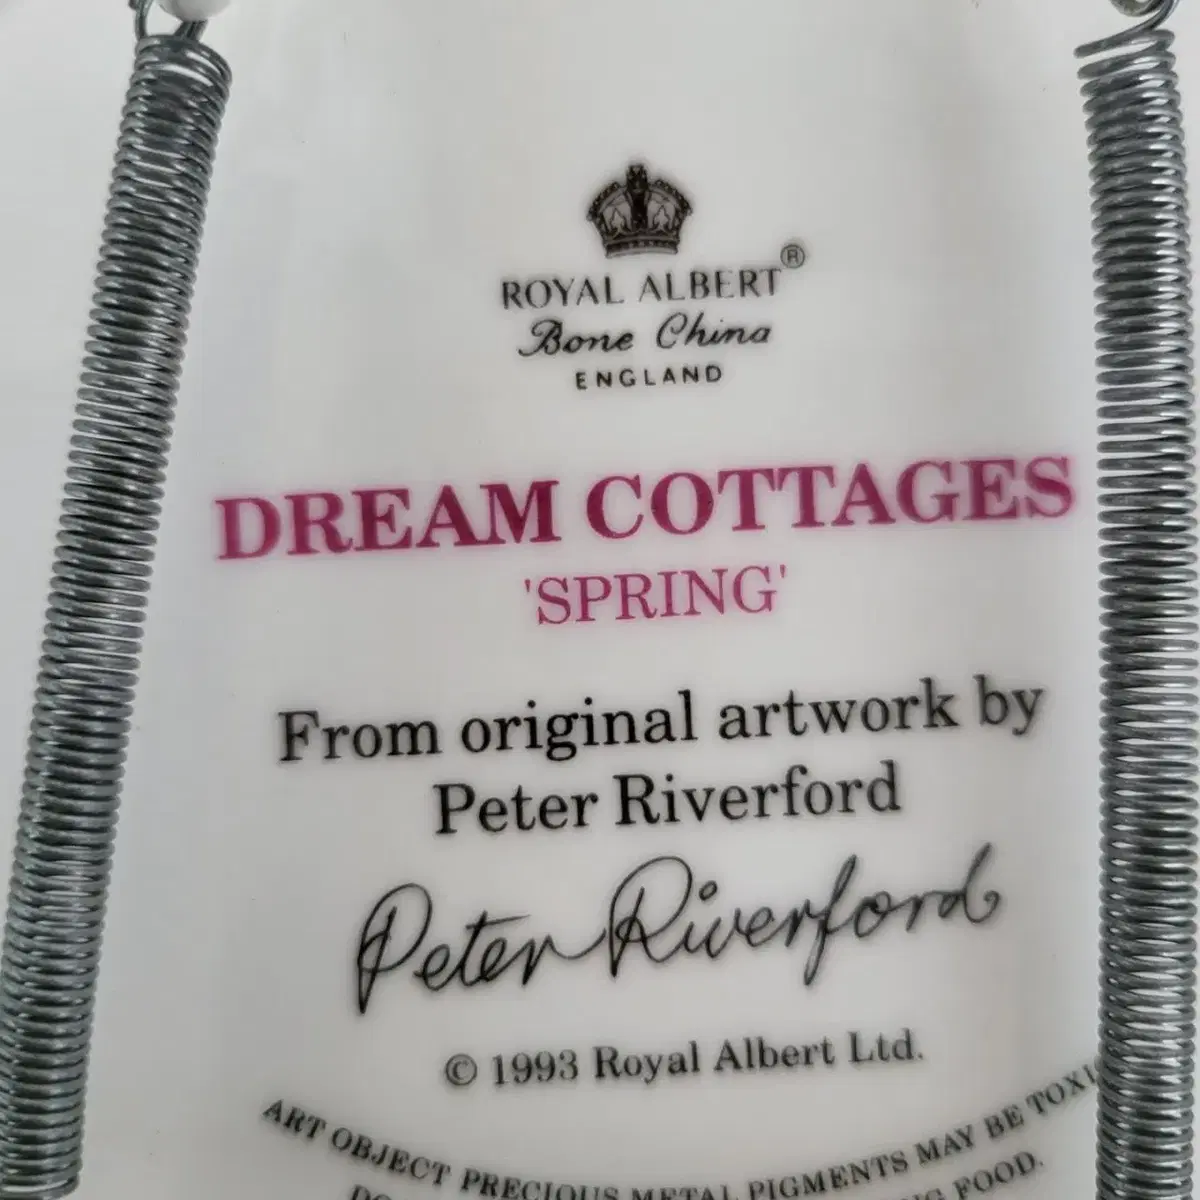 ROYAL ALBERT®
Bone China
ENGLAND
DREAM COTTAGES
'SPRING'
From original artwork by
Peter Riverford
Peter Riverford
© 1993 Royal Albert Ltd.
ART OBJECT PRECIOUS METAL PIGMENTS MAY BE
FOOD.